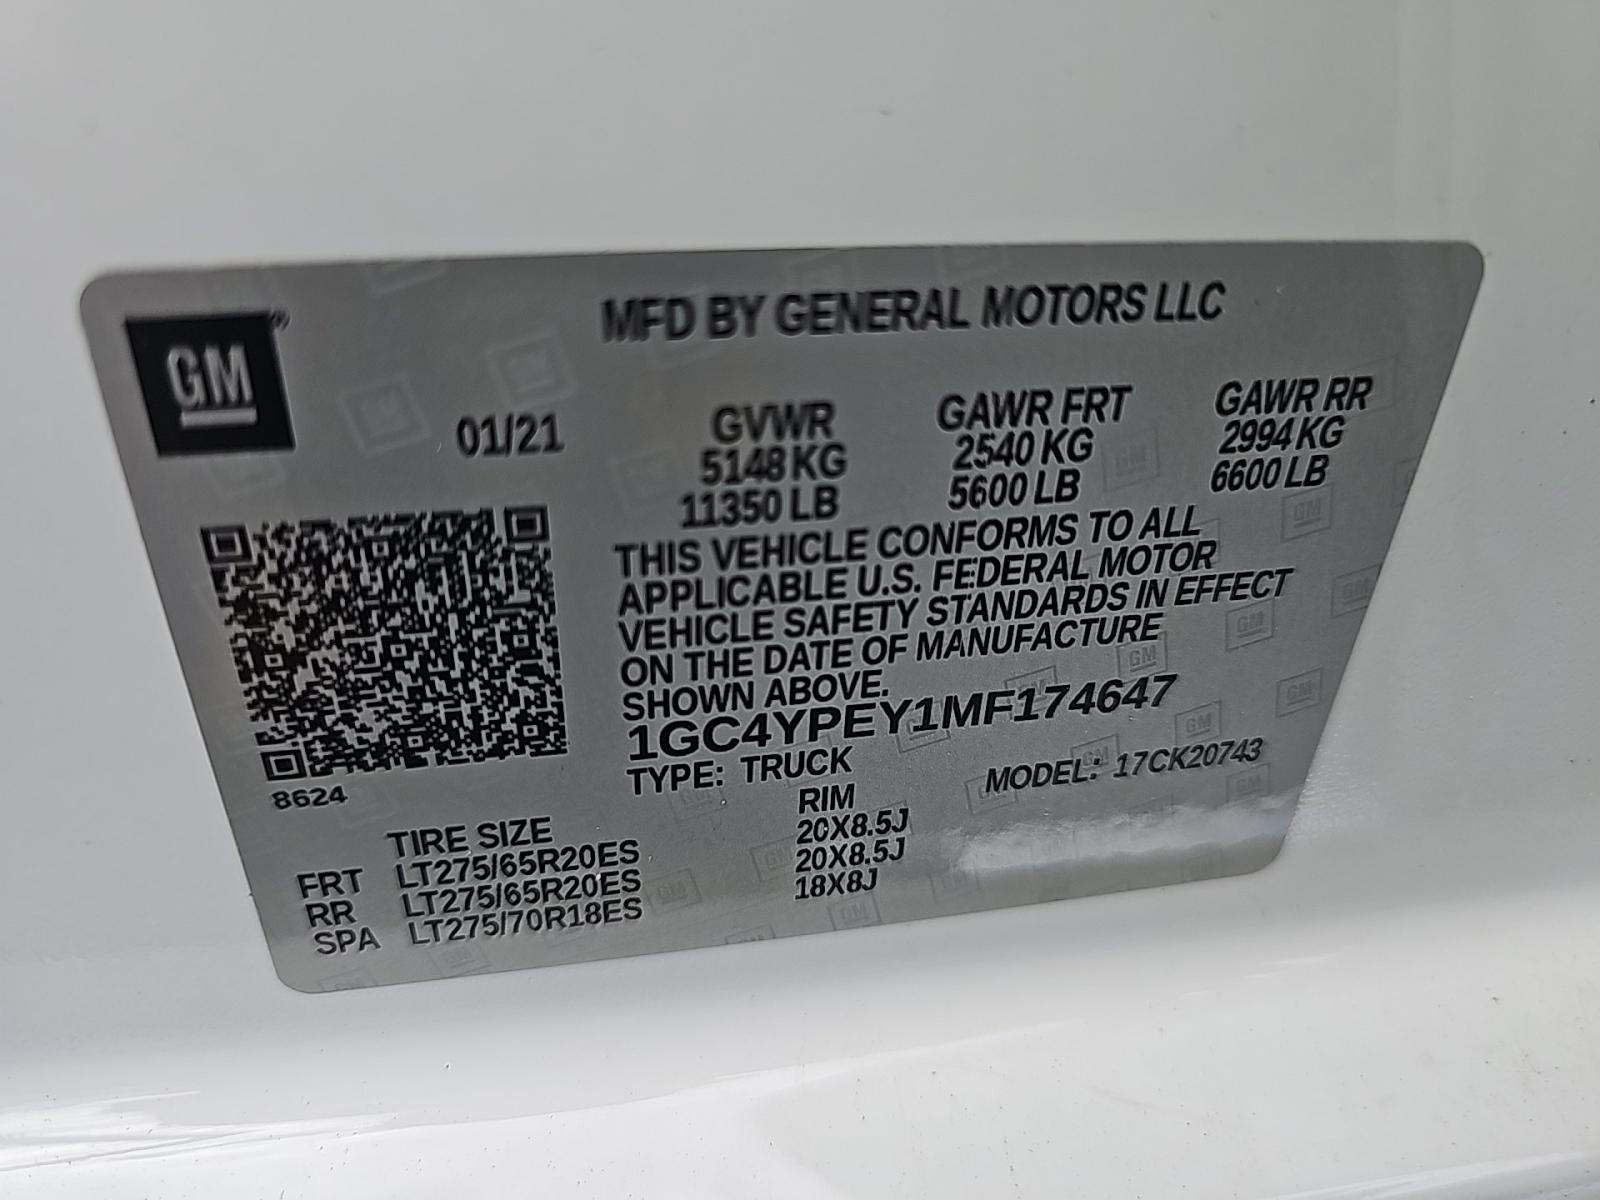 GM
MFD BY GENERAL MOTORS LLC
01/21
GVWR GAWR FRT GAWR RR
5148 KG 2540 KG 2994 KG
11350 LB 5600 LB 6600 LB
THIS VEHICLE CONFORMS TO ALL
APPLICABLE U.S. FEDERAL MOTOR
VEHICLE SAFETY STANDARDS IN EFFECT
ON THE DATE OF MANUFACTURE
SHOWN ABOVE.
1GC4YPEY1MF174647
TYPE: TRUCK MODEL: 17CK20743
8624
TIRE SIZE RIM
FRT LT275/65R20ES 20X8.5J
RR LT275/65R20ES 20X8.5J
SPA LT275/70R18ES 18X8J